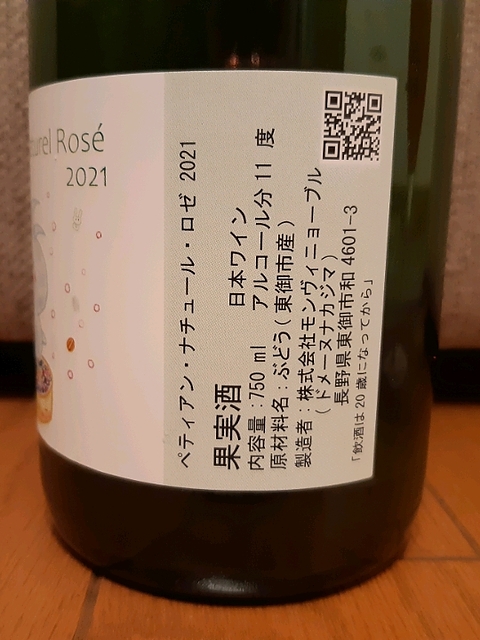 Rosé
2021
ペティアン・ナチュール・ロゼ 2021
果実酒 日本ワイン
内容量:750 ml アルコール分 11 度
原材料名:ぶどう(東御市産)
製造者:株式会社モンヴィニョーブル
(ドメーヌナカジマ)
長野県東御市和 4601-3
「飲酒は 20 歳になってから」